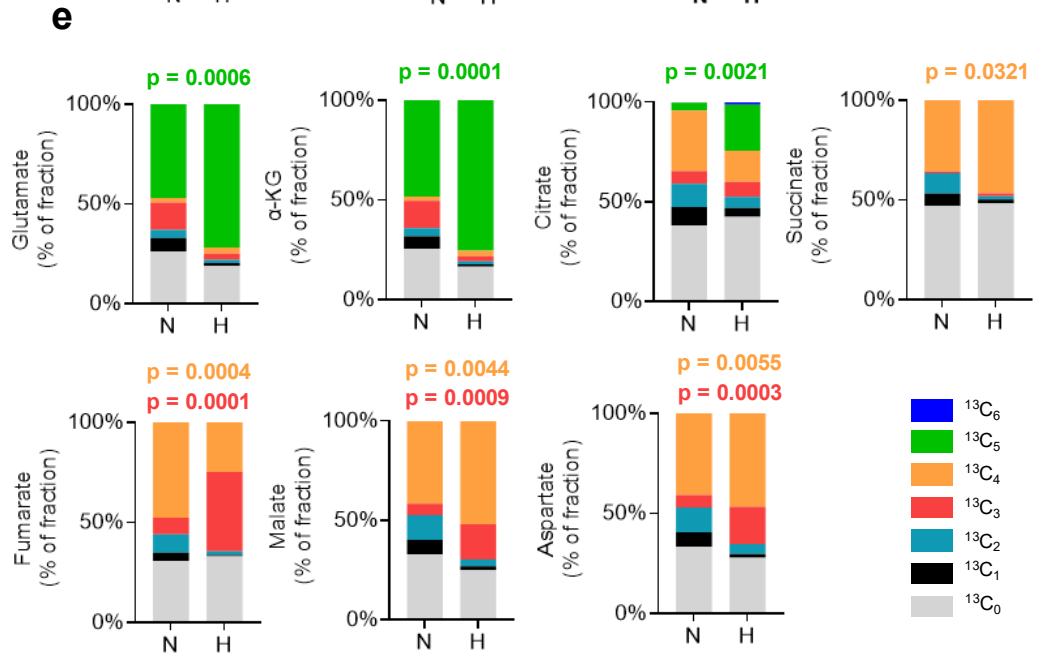 N H N H N H
e
p = 0.0006
p = 0.0001
p = 0.0021
p = 0.0321
Glutamate
(% of fraction)
100%
50%
0%
N H
α-KG
(% of fraction)
100%
50%
0%
N H
Citrate
(% of fraction)
100%
50%
0%
N H
Succinate
(% of fraction)
100%
50%
0%
N H
p = 0.0004
p = 0.0001
p = 0.0044
p = 0.0009
p = 0.0055
p = 0.0003
Fumarate
(% of fraction)
100%
50%
0%
N H
Malate
(% of fraction)
100%
50%
0%
N H
Aspartate
(% of fraction)
100%
50%
0%
N H
¹³C₆
¹³C₅
¹³C₄
¹³C₃
¹³C₂
¹³C₁
¹³C₀